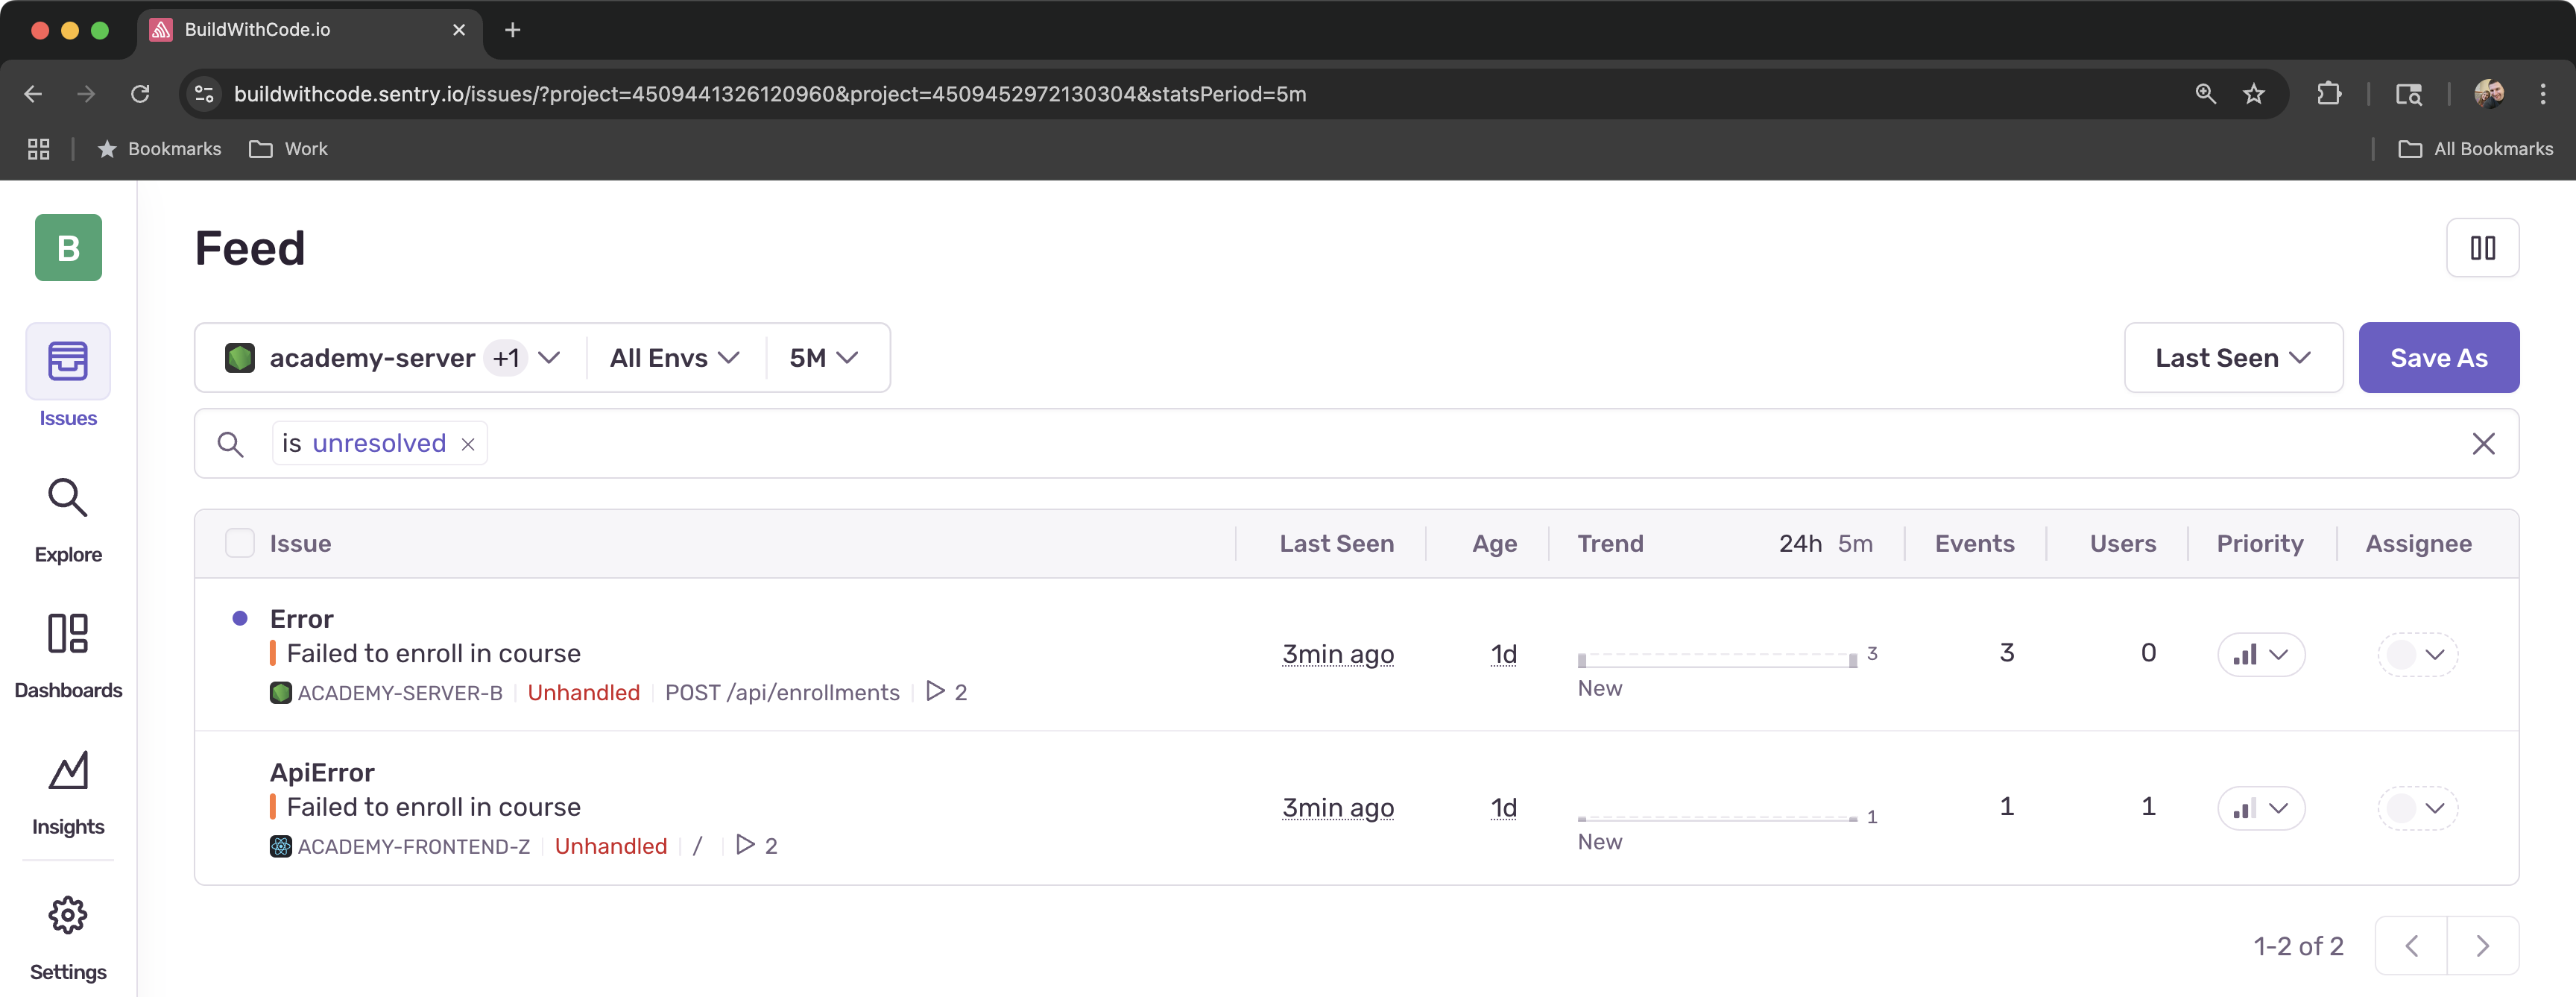 BuildWithCode.io
buildwithcode.sentry.io/issues/?project=4509441326120960&project=4509452972130304&statsPeriod=5m
Bookmarks Work All Bookmarks
B
Feed
Issues
Explore
Dashboards
Insights
Settings
academy-server +1 All Envs 5M Last Seen Save As
is unresolved
Issue Last Seen Age Trend 24h 5m Events Users Priority Assignee
Error
Failed to enroll in course
ACADEMY-SERVER-B Unhandled POST /api/enrollments 2
3min ago 1d 3 New 3 0
ApiError
Failed to enroll in course
ACADEMY-FRONTEND-Z Unhandled / 2
3min ago 1d 1 New 1 1
1-2 of 2